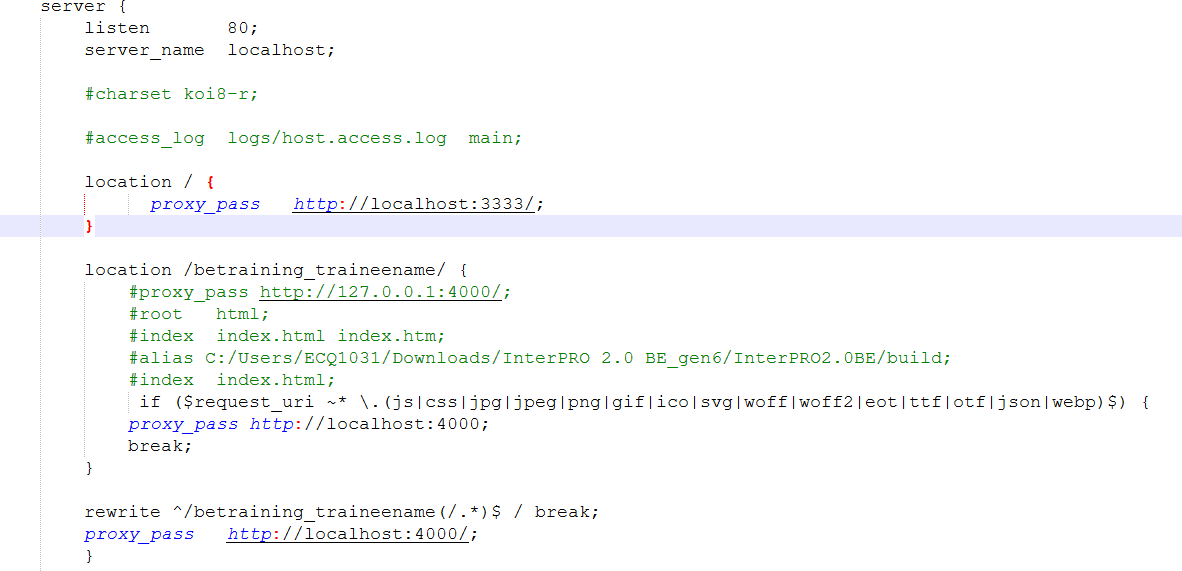 server {
listen 80;
server_name localhost;
#charset koi8-r;
#access_log logs/host.access.log main;
location / {
proxy_pass http://localhost:3333/;
}
location /betraining_traineename/ {
#proxy_pass http://127.0.0.1:4000/;
#root html;
#index index.html index.htm;
#alias C:/Users/ECQ1031/Downloads/InterPRO 2.0 BE_gen6/InterPRO2.0BE/build;
#index index.html;
if ($request_uri ~* \.(js|css|jpg|jpeg|png|gif|ico|svg|woff|woff2|eot|ttf|otf|json|webp)$) {
proxy_pass http://localhost:4000;
break;
}
rewrite ^/betraining_traineename(/.*)$ / break;
proxy_pass http://localhost:4000/;
}